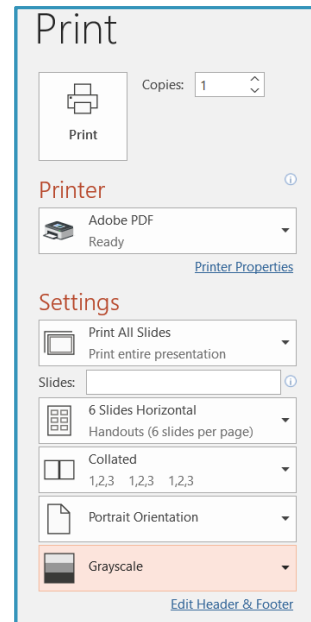 Print
Copies: 1
Print
Printer
Adobe PDF
Ready
Printer Properties
Settings
Print All Slides
Print entire presentation
Slides:
6 Slides Horizontal
Handouts (6 slides per page)
Collated
1,2,3 1,2,3 1,2,3
Portrait Orientation
Grayscale
Edit Header & Footer